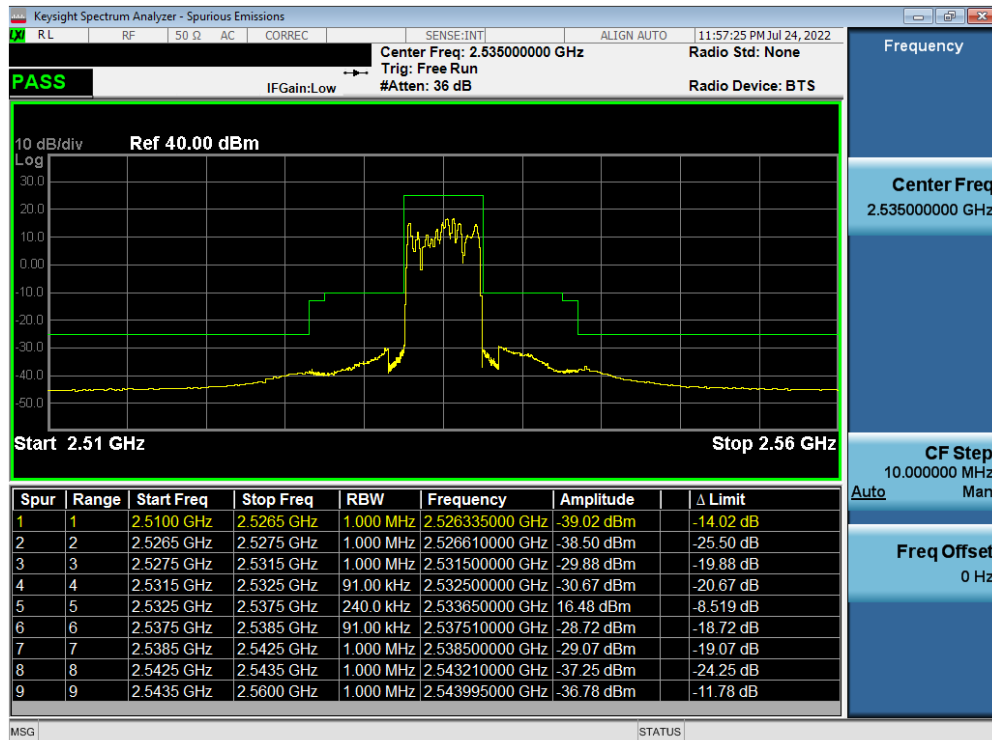 Keysight Spectrum Analyzer - Spurious Emissions
LXI RL RF 50 Ω AC CORREC SENSE:INT ALIGN AUTO 11:57:25 PM Jul 24, 2022
Center Freq: 2.535000000 GHz Radio Std: None
Trig: Free Run
PASS IFGain:Low #Atten: 36 dB Radio Device: BTS
10 dB/div Ref 40.00 dBm
Log
30.0
20.0
10.0
0.00
-10.0
-20.0
-30.0
-40.0
-50.0
Start 2.51 GHz Stop 2.56 GHz
Spur Range Start Freq Stop Freq RBW Frequency Amplitude Δ Limit
1 1 2.5100 GHz 2.5265 GHz 1.000 MHz 2.526335000 GHz -39.02 dBm -14.02 dB
2 2 2.5265 GHz 2.5275 GHz 1.000 MHz 2.526610000 GHz -38.50 dBm -25.50 dB
3 3 2.5275 GHz 2.5315 GHz 1.000 MHz 2.531500000 GHz -29.88 dBm -19.88 dB
4 4 2.5315 GHz 2.5325 GHz 91.00 kHz 2.532500000 GHz -30.67 dBm -20.67 dB
5 5 2.5325 GHz 2.5375 GHz 240.0 kHz 2.533650000 GHz 16.48 dBm -8.519 dB
6 6 2.5375 GHz 2.5385 GHz 91.00 kHz 2.537510000 GHz -28.72 dBm -18.72 dB
7 7 2.5385 GHz 2.5425 GHz 1.000 MHz 2.538500000 GHz -29.07 dBm -19.07 dB
8 8 2.5425 GHz 2.5435 GHz 1.000 MHz 2.543210000 GHz -37.25 dBm -24.25 dB
9 9 2.5435 GHz 2.5600 GHz 1.000 MHz 2.543995000 GHz -36.78 dBm -11.78 dB
MSG STATUS
Frequency
Center Freq
2.535000000 GHz
CF Step
10.000000 MHz
Auto Man
Freq Offset
0 Hz